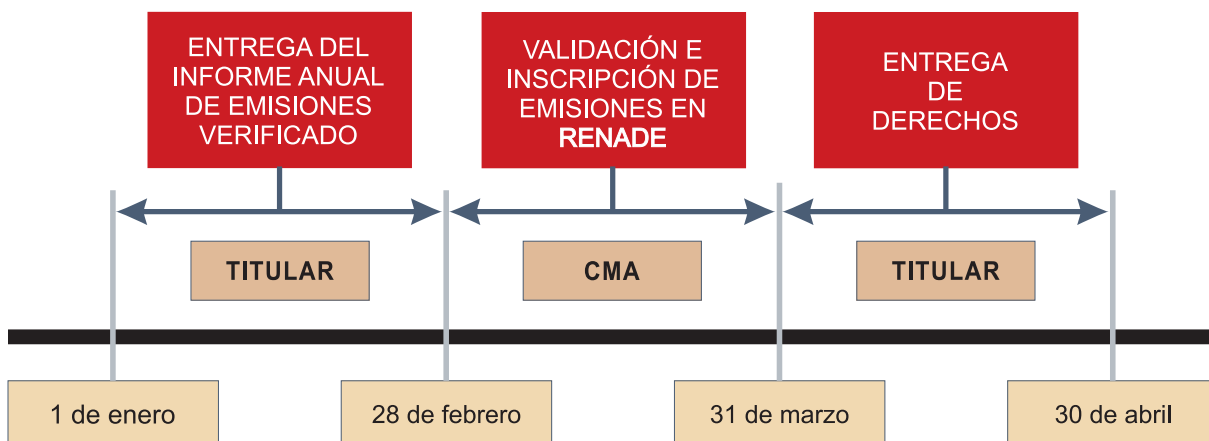 ENTREGA DEL
INFORME ANUAL
DE EMISIONES
VERIFICADO
VALIDACIÓN E
INSCRIPCIÓN DE
EMISIONES EN
RENADE
ENTREGA
DE
DERECHOS
TITULAR
CMA
TITULAR
1 de enero
28 de febrero
31 de marzo
30 de abril